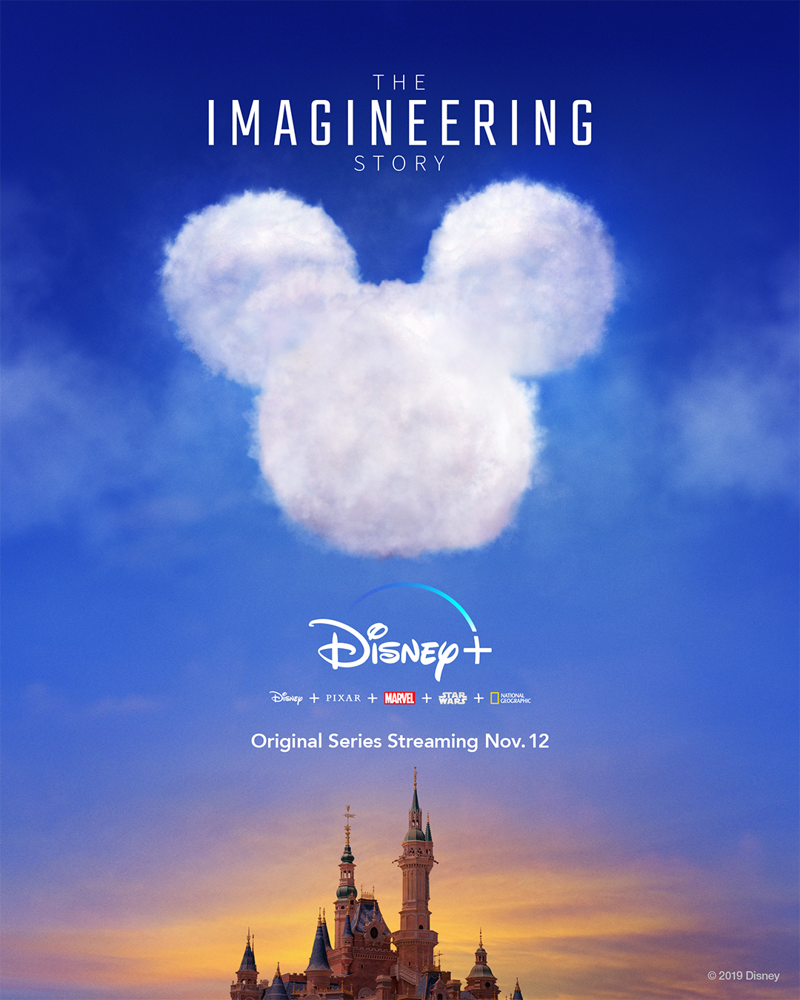 THE
IMAGINEERING
STORY
Disney+
Disney + PIXAR + MARVEL + STAR WARS + NATIONAL GEOGRAPHIC
Original Series Streaming Nov. 12
© 2019 Disney